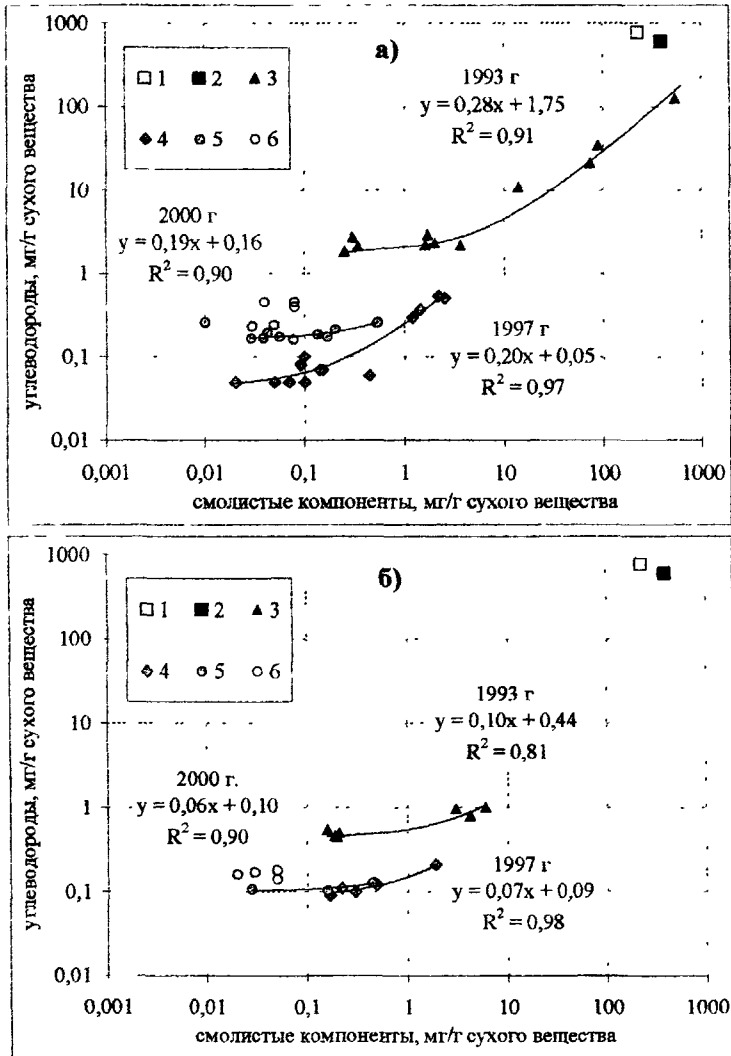 а)
1000
100
10
1
0,1
0,01
углеводороды, мг/г сухого вещества
1 2 3
4 5 6
1993 г
y = 0,28x + 1,75
R² = 0,91
2000 г
y = 0,19x + 0,16
R² = 0,90
1997 г
y = 0,20x + 0,05
R² = 0,97
0,001 0,01 0,1 1 10 100 1000
смолистые компоненты, мг/г сухого вещества
б)
1000
100
10
1
0,1
0,01
углеводороды, мг/г сухого вещества
1 2 3
4 5 6
1993 г
y = 0,10x + 0,44
R² = 0,81
2000 г.
y = 0,06x + 0,10
R² = 0,90
1997 г
y = 0,07x + 0,09
R² = 0,98
0,001 0,01 0,1 1 10 100 1000
смолистые компоненты, мг/г сухого вещества